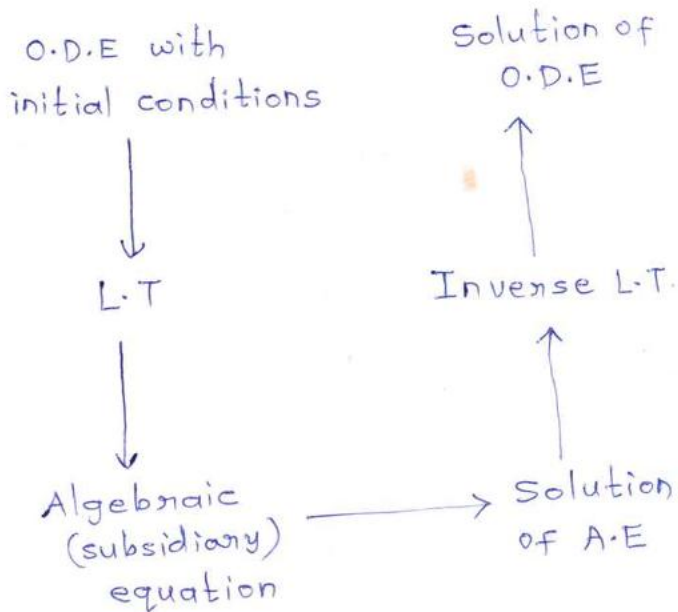 O.D.E with
initial conditions
L.T
Algebraic
(subsidiary)
equation
Solution
of A.E
Inverse L.T.
Solution of
O.D.E